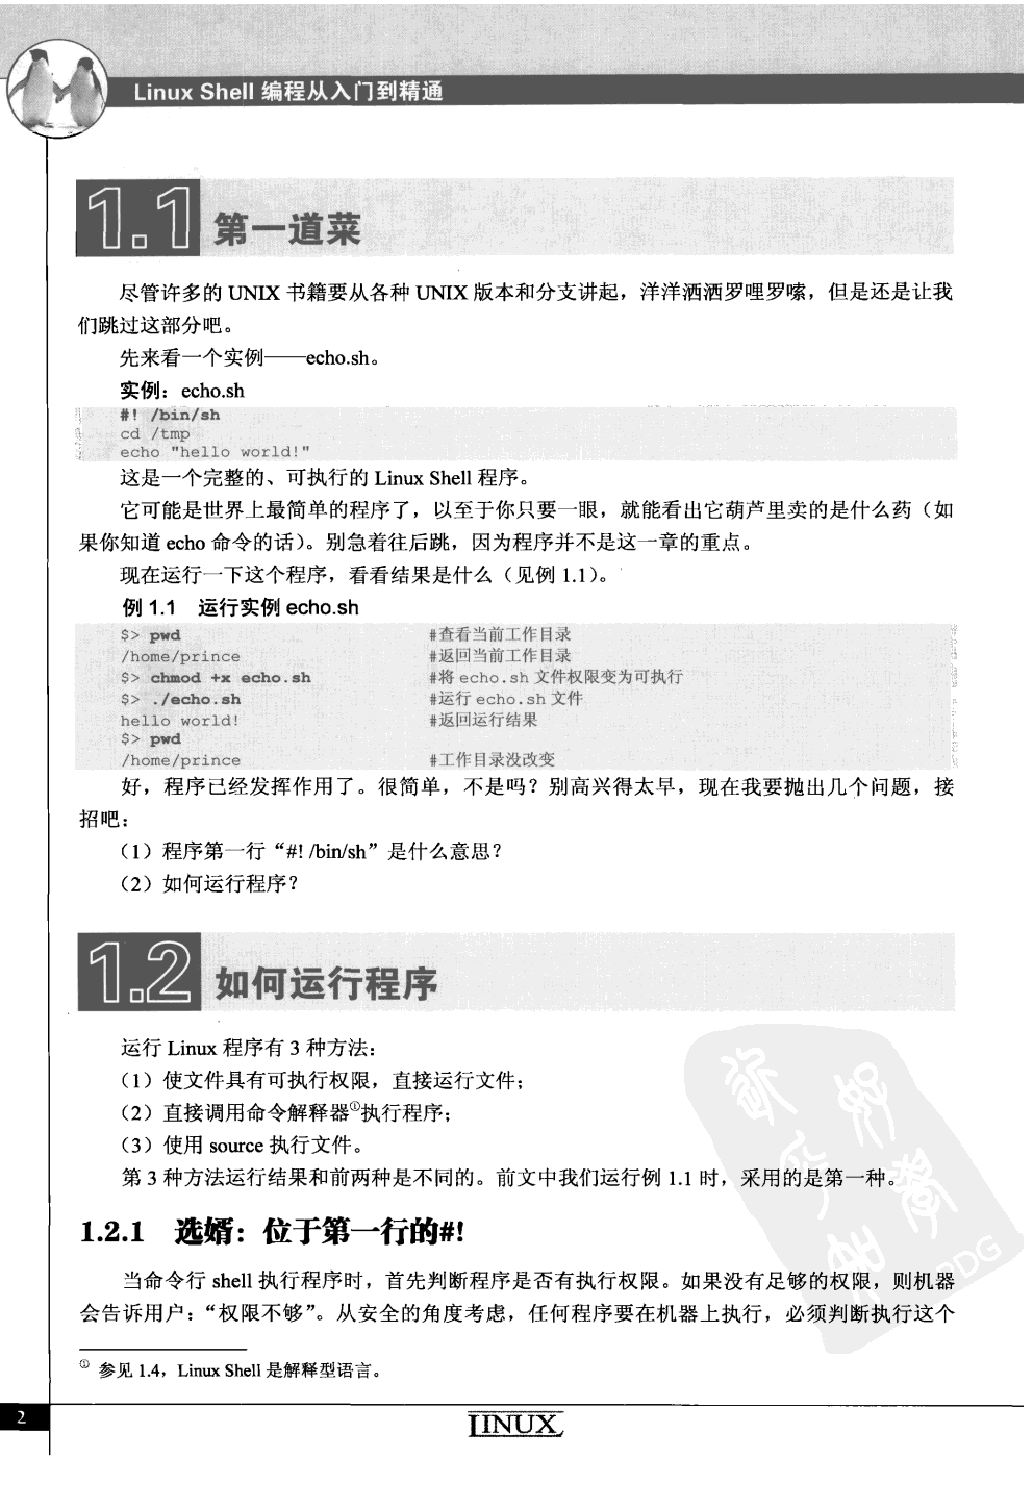 Linux Shell 编程从入门到精通
1.1 第一道菜
尽管许多的 UNIX 书籍要从各种 UNIX 版本和分支讲起，洋洋洒洒罗哩罗嗦，但是还是让我
们跳过这部分吧。
先来看一个实例——echo.sh。
实例：echo.sh
#! /bin/sh
cd /tmp
echo "hello world!"
这是一个完整的、可执行的 Linux Shell 程序。
它可能是世界上最简单的程序了，以至于你只要一眼，就能看出它葫芦里卖的是什么药（如
果你知道 echo 命令的话）。别急着往后跳，因为程序并不是这一章的重点。
现在运行一下这个程序，看看结果是什么（见例 1.1）。
例 1.1 运行实例 echo.sh
$> pwd #查看当前工作目录
/home/prince #返回当前工作目录
$> chmod +x echo.sh #将 echo.sh 文件权限变为可执行
$> ./echo.sh #运行 echo.sh 文件
hello world! #返回运行结果
$> pwd
/home/prince #工作目录没改变
好，程序已经发挥作用了。很简单，不是吗？别高兴得太早，现在我要抛出几个问题，接
招吧：
（1）程序第一行“#! /bin/sh”是什么意思？
（2）如何运行程序？
1.2 如何运行程序
运行 Linux 程序有 3 种方法：
（1）使文件具有可执行权限，直接运行文件；
（2）直接调用命令解释器①执行程序；
（3）使用 source 执行文件。
第 3 种方法运行结果和前两种是不同的。前文中我们运行例 1.1 时，采用的是第一种。
1.2.1 选婿：位于第一行的#!
当命令行 shell 执行程序时，首先判断程序是否有执行权限。如果没有足够的权限，则机器
会告诉用户：“权限不够”。从安全的角度考虑，任何程序要在机器上执行，必须判断执行这个
① 参见 1.4，Linux Shell 是解释型语言。
2
LINUX
PDG